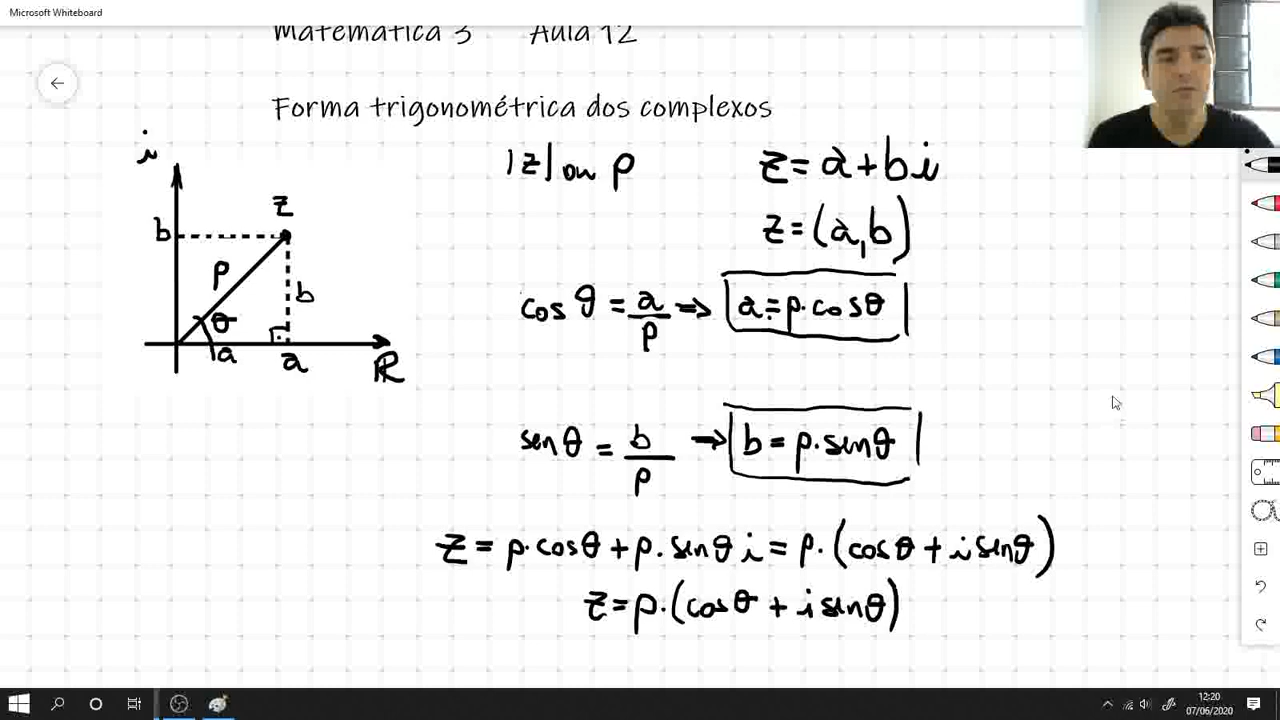 Microsoft Whiteboard
Matemática 3 Aula 12
Forma trigonométrica dos complexos
i
z
b
ρ
b
θ
a
a
R
|z| ou ρ
z = a + bi
z = (a, b)
cos θ = a/ρ ⇒ a = ρ·cos θ
sen θ = b/ρ → b = ρ·sen θ
z = ρ·cos θ + ρ·sen θ i = ρ·(cos θ + i sen θ)
z = ρ·(cos θ + i sen θ)
12:20
07/06/2020